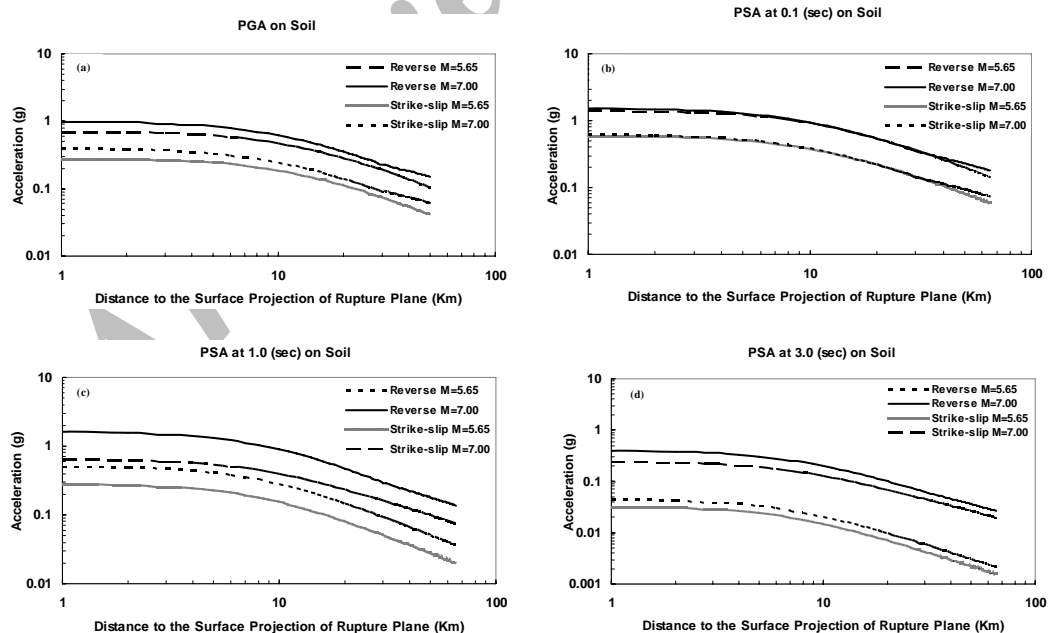 PGA on Soil
10
1
0.1
0.01
Acceleration (g)
(a)
Reverse M=5.65
Reverse M=7.00
Strike-slip M=5.65
Strike-slip M=7.00
1
10
100
Distance to the Surface Projection of Rupture Plane (Km)
PSA at 0.1 (sec) on Soil
10
1
0.1
0.01
Acceleration (g)
(b)
Reverse M=5.65
Reverse M=7.00
Strike-slip M=5.65
Strike-slip M=7.00
1
10
100
Distance to the Surface Projection of Rupture Plane (Km)
PSA at 1.0 (sec) on Soil
10
1
0.1
0.01
Acceleration (g)
(c)
Reverse M=5.65
Reverse M=7.00
Strike-slip M=5.65
Strike-slip M=7.00
1
10
100
Distance to the Surface Projection of Rupture Plane (Km)
PSA at 3.0 (sec) on Soil
10
1
0.1
0.01
0.001
Acceleration (g)
(d)
Reverse M=5.65
Reverse M=7.00
Strike-slip M=5.65
Strike-slip M=7.00
1
10
100
Distance to the Surface Projection of Rupture Plane (Km)